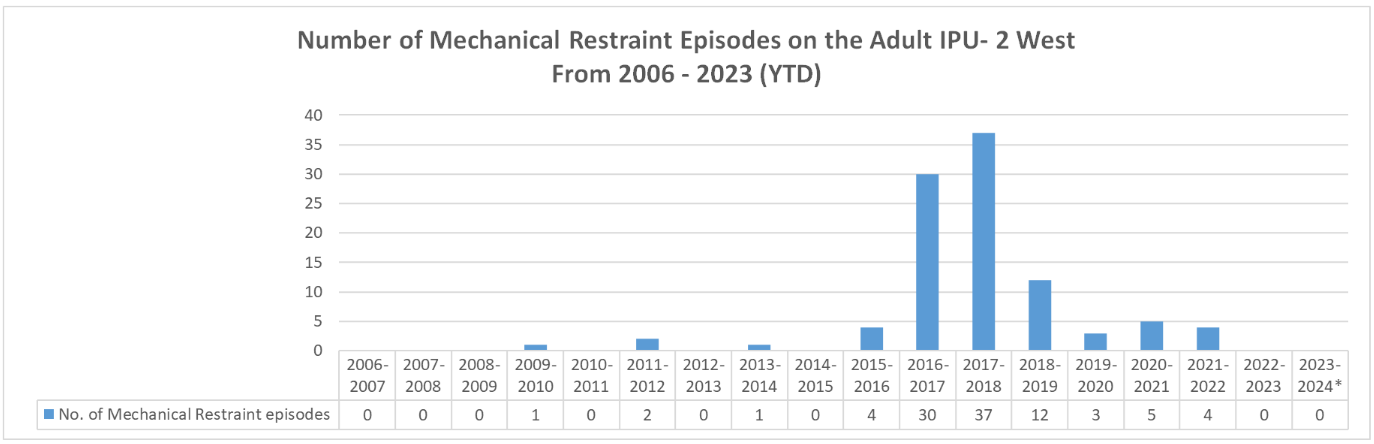 Number of Mechanical Restraint Episodes on the Adult IPU- 2 West
From 2006 - 2023 (YTD)
40
35
30
25
20
15
10
5
0
2006- 2007- 2008- 2009- 2010- 2011- 2012- 2013- 2014- 2015- 2016- 2017- 2018- 2019- 2020- 2021- 2022- 2023-
2007 2008 2009 2010 2011 2012 2013 2014 2015 2016 2017 2018 2019 2020 2021 2022 2023 2024*
No. of Mechanical Restraint episodes 0 0 0 1 0 2 0 1 0 4 30 37 12 3 5 4 0 0